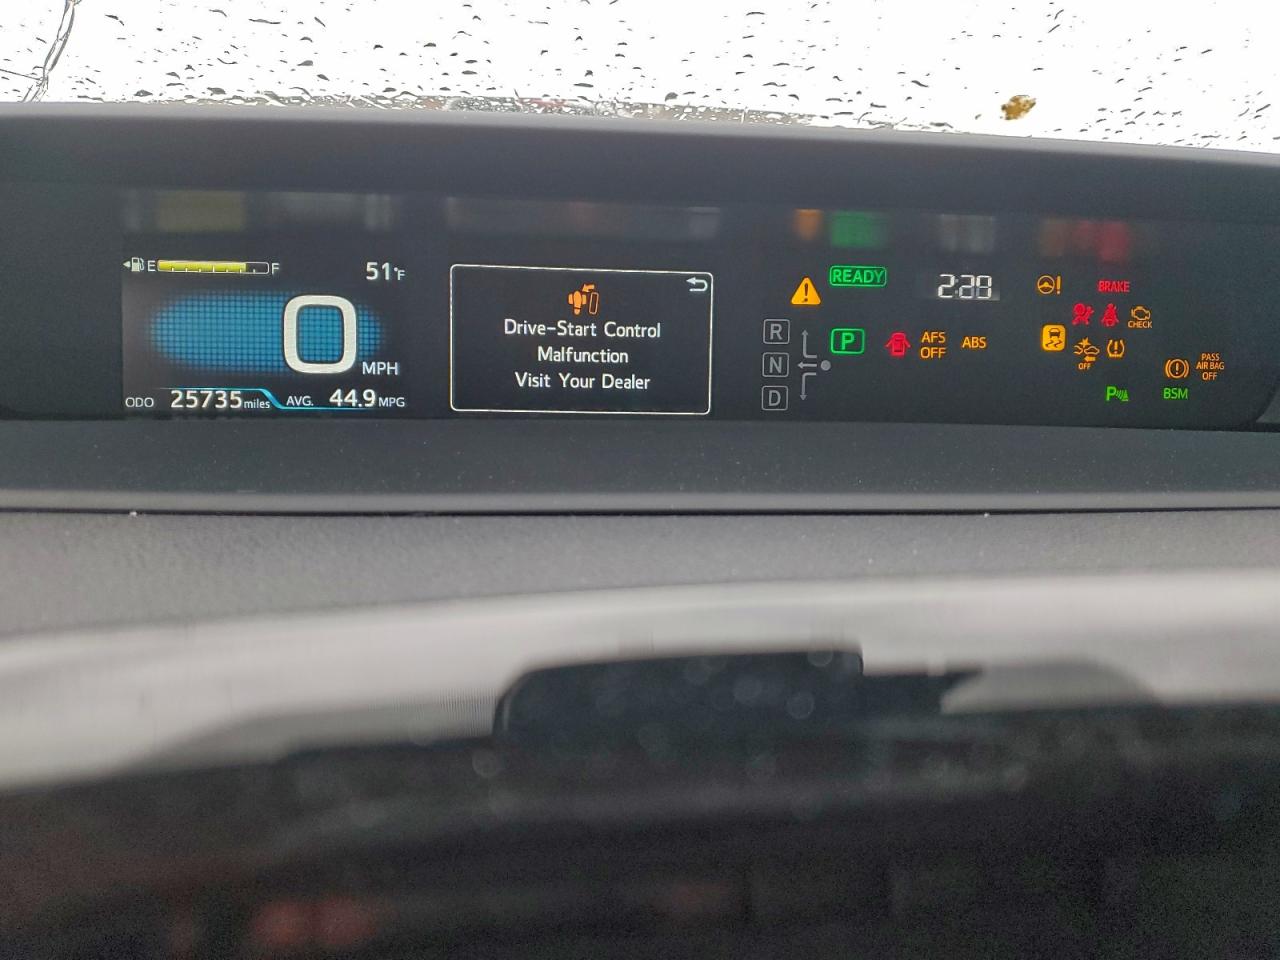 E F
51°F
0 MPH
ODO 25735 miles AVG. 44.9 MPG
Drive-Start Control
Malfunction
Visit Your Dealer
READY
2:28
R
N
D
P
AFS
OFF
ABS
!
BRAKE
CHECK
OFF
(!)
(!)
PASS
AIR BAG
OFF
P
BSM